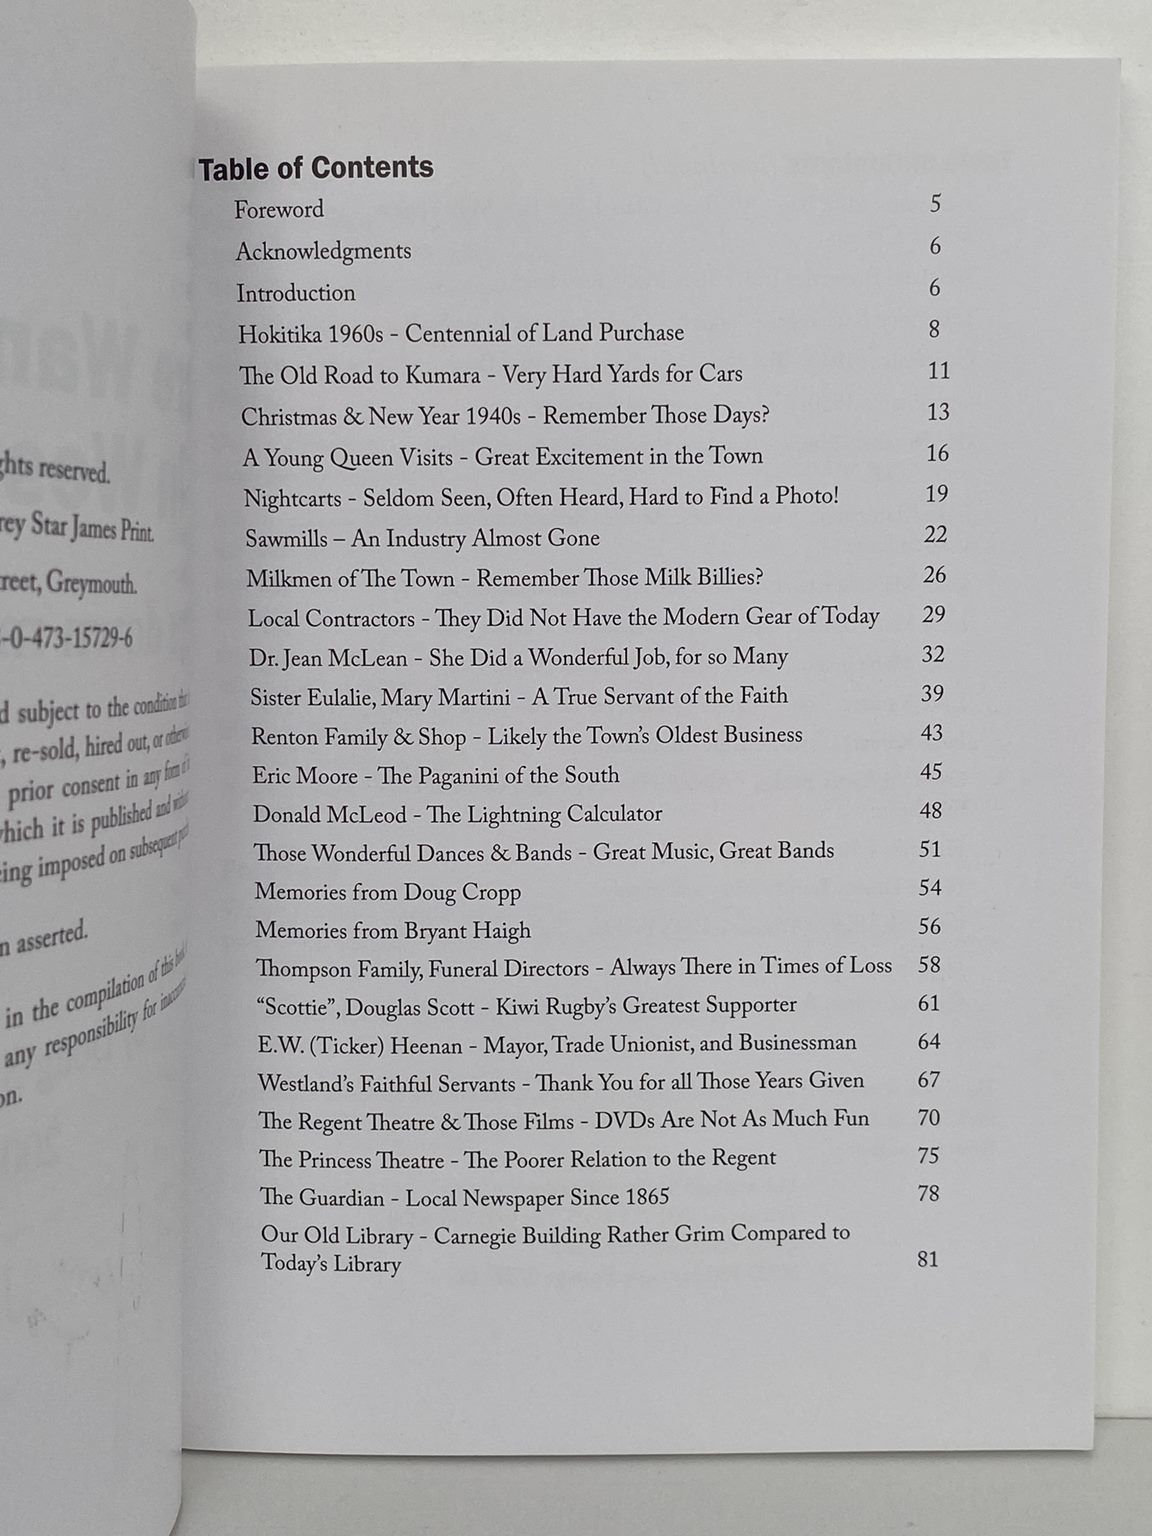 ghts reserved.
rey Star James Print.
reet, Greymouth.
-0-473-15729-6
d subject to the condition
, re-sold, hired out, or
prior consent in any form
hich it is published and
ing imposed on subsequent
n asserted.
in the compilation of this
any responsibility for
on.
Table of Contents
Foreword 5
Acknowledgments 6
Introduction 6
Hokitika 1960s - Centennial of Land Purchase 8
The Old Road to Kumara - Very Hard Yards for Cars 11
Christmas & New Year 1940s - Remember Those Days? 13
A Young Queen Visits - Great Excitement in the Town 16
Nightcarts - Seldom Seen, Often Heard, Hard to Find a Photo! 19
Sawmills – An Industry Almost Gone 22
Milkmen of The Town - Remember Those Milk Billies? 26
Local Contractors - They Did Not Have the Modern Gear of Today 29
Dr. Jean McLean - She Did a Wonderful Job, for so Many 32
Sister Eulalie, Mary Martini - A True Servant of the Faith 39
Renton Family & Shop - Likely the Town's Oldest Business 43
Eric Moore - The Paganini of the South 45
Donald McLeod - The Lightning Calculator 48
Those Wonderful Dances & Bands - Great Music, Great Bands 51
Memories from Doug Cropp 54
Memories from Bryant Haigh 56
Thompson Family, Funeral Directors - Always There in Times of Loss 58
“Scottie”, Douglas Scott - Kiwi Rugby's Greatest Supporter 61
E.W. (Ticker) Heenan - Mayor, Trade Unionist, and Businessman 64
Westland's Faithful Servants - Thank You for all Those Years Given 67
The Regent Theatre & Those Films - DVDs Are Not As Much Fun 70
The Princess Theatre - The Poorer Relation to the Regent 75
The Guardian - Local Newspaper Since 1865 78
Our Old Library - Carnegie Building Rather Grim Compared to
Today's Library 81